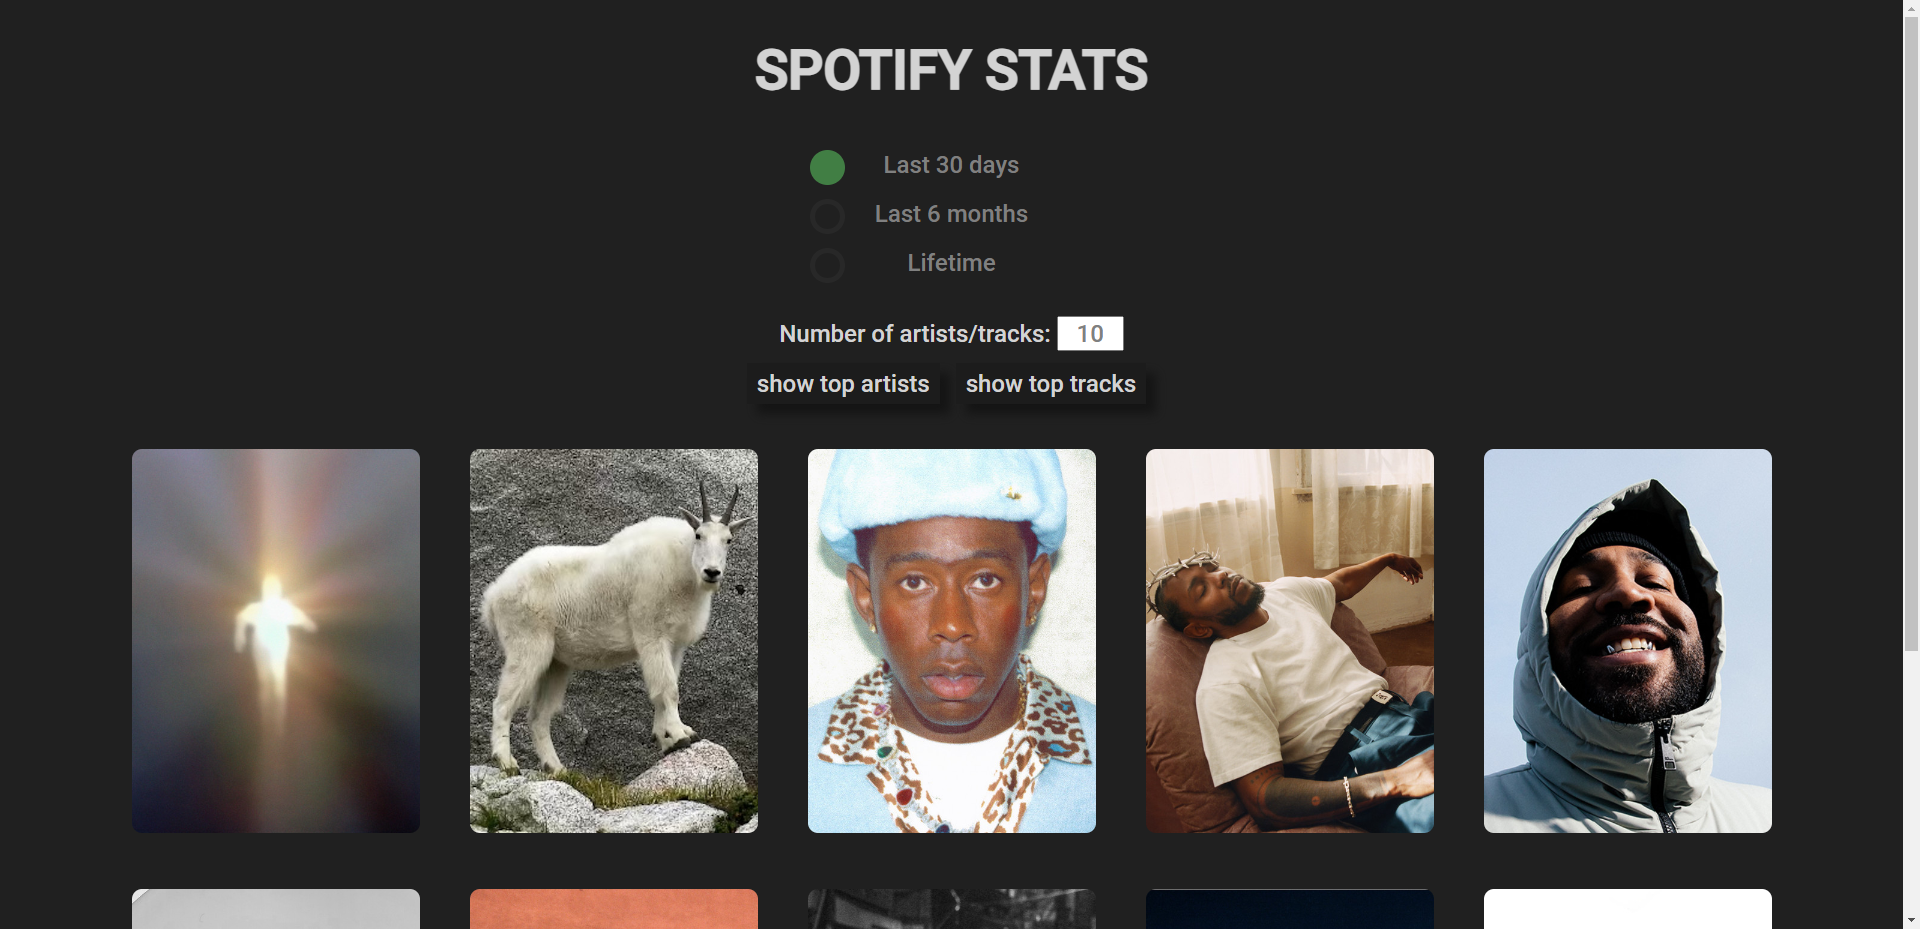 SPOTIFY STATS
Last 30 days
Last 6 months
Lifetime
Number of artists/tracks: 10
show top artists show top tracks